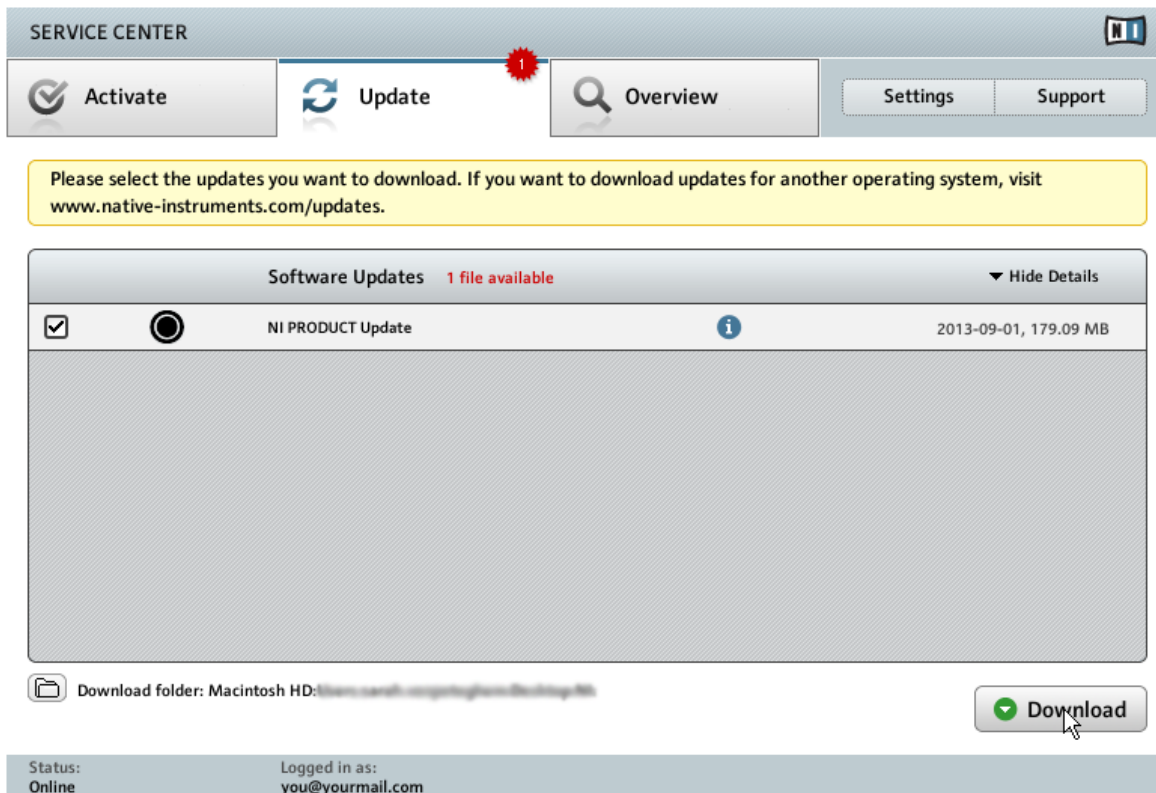 SERVICE CENTER
NI
Activate
Update
1
Overview
Settings
Support
Please select the updates you want to download. If you want to download updates for another operating system, visit
www.native-instruments.com/updates.
Software Updates 1 file available
Hide Details
NI PRODUCT Update
i
2013-09-01, 179.09 MB
Download folder: Macintosh HD:
Download
Status:
Online
Logged in as:
you@yourmail.com